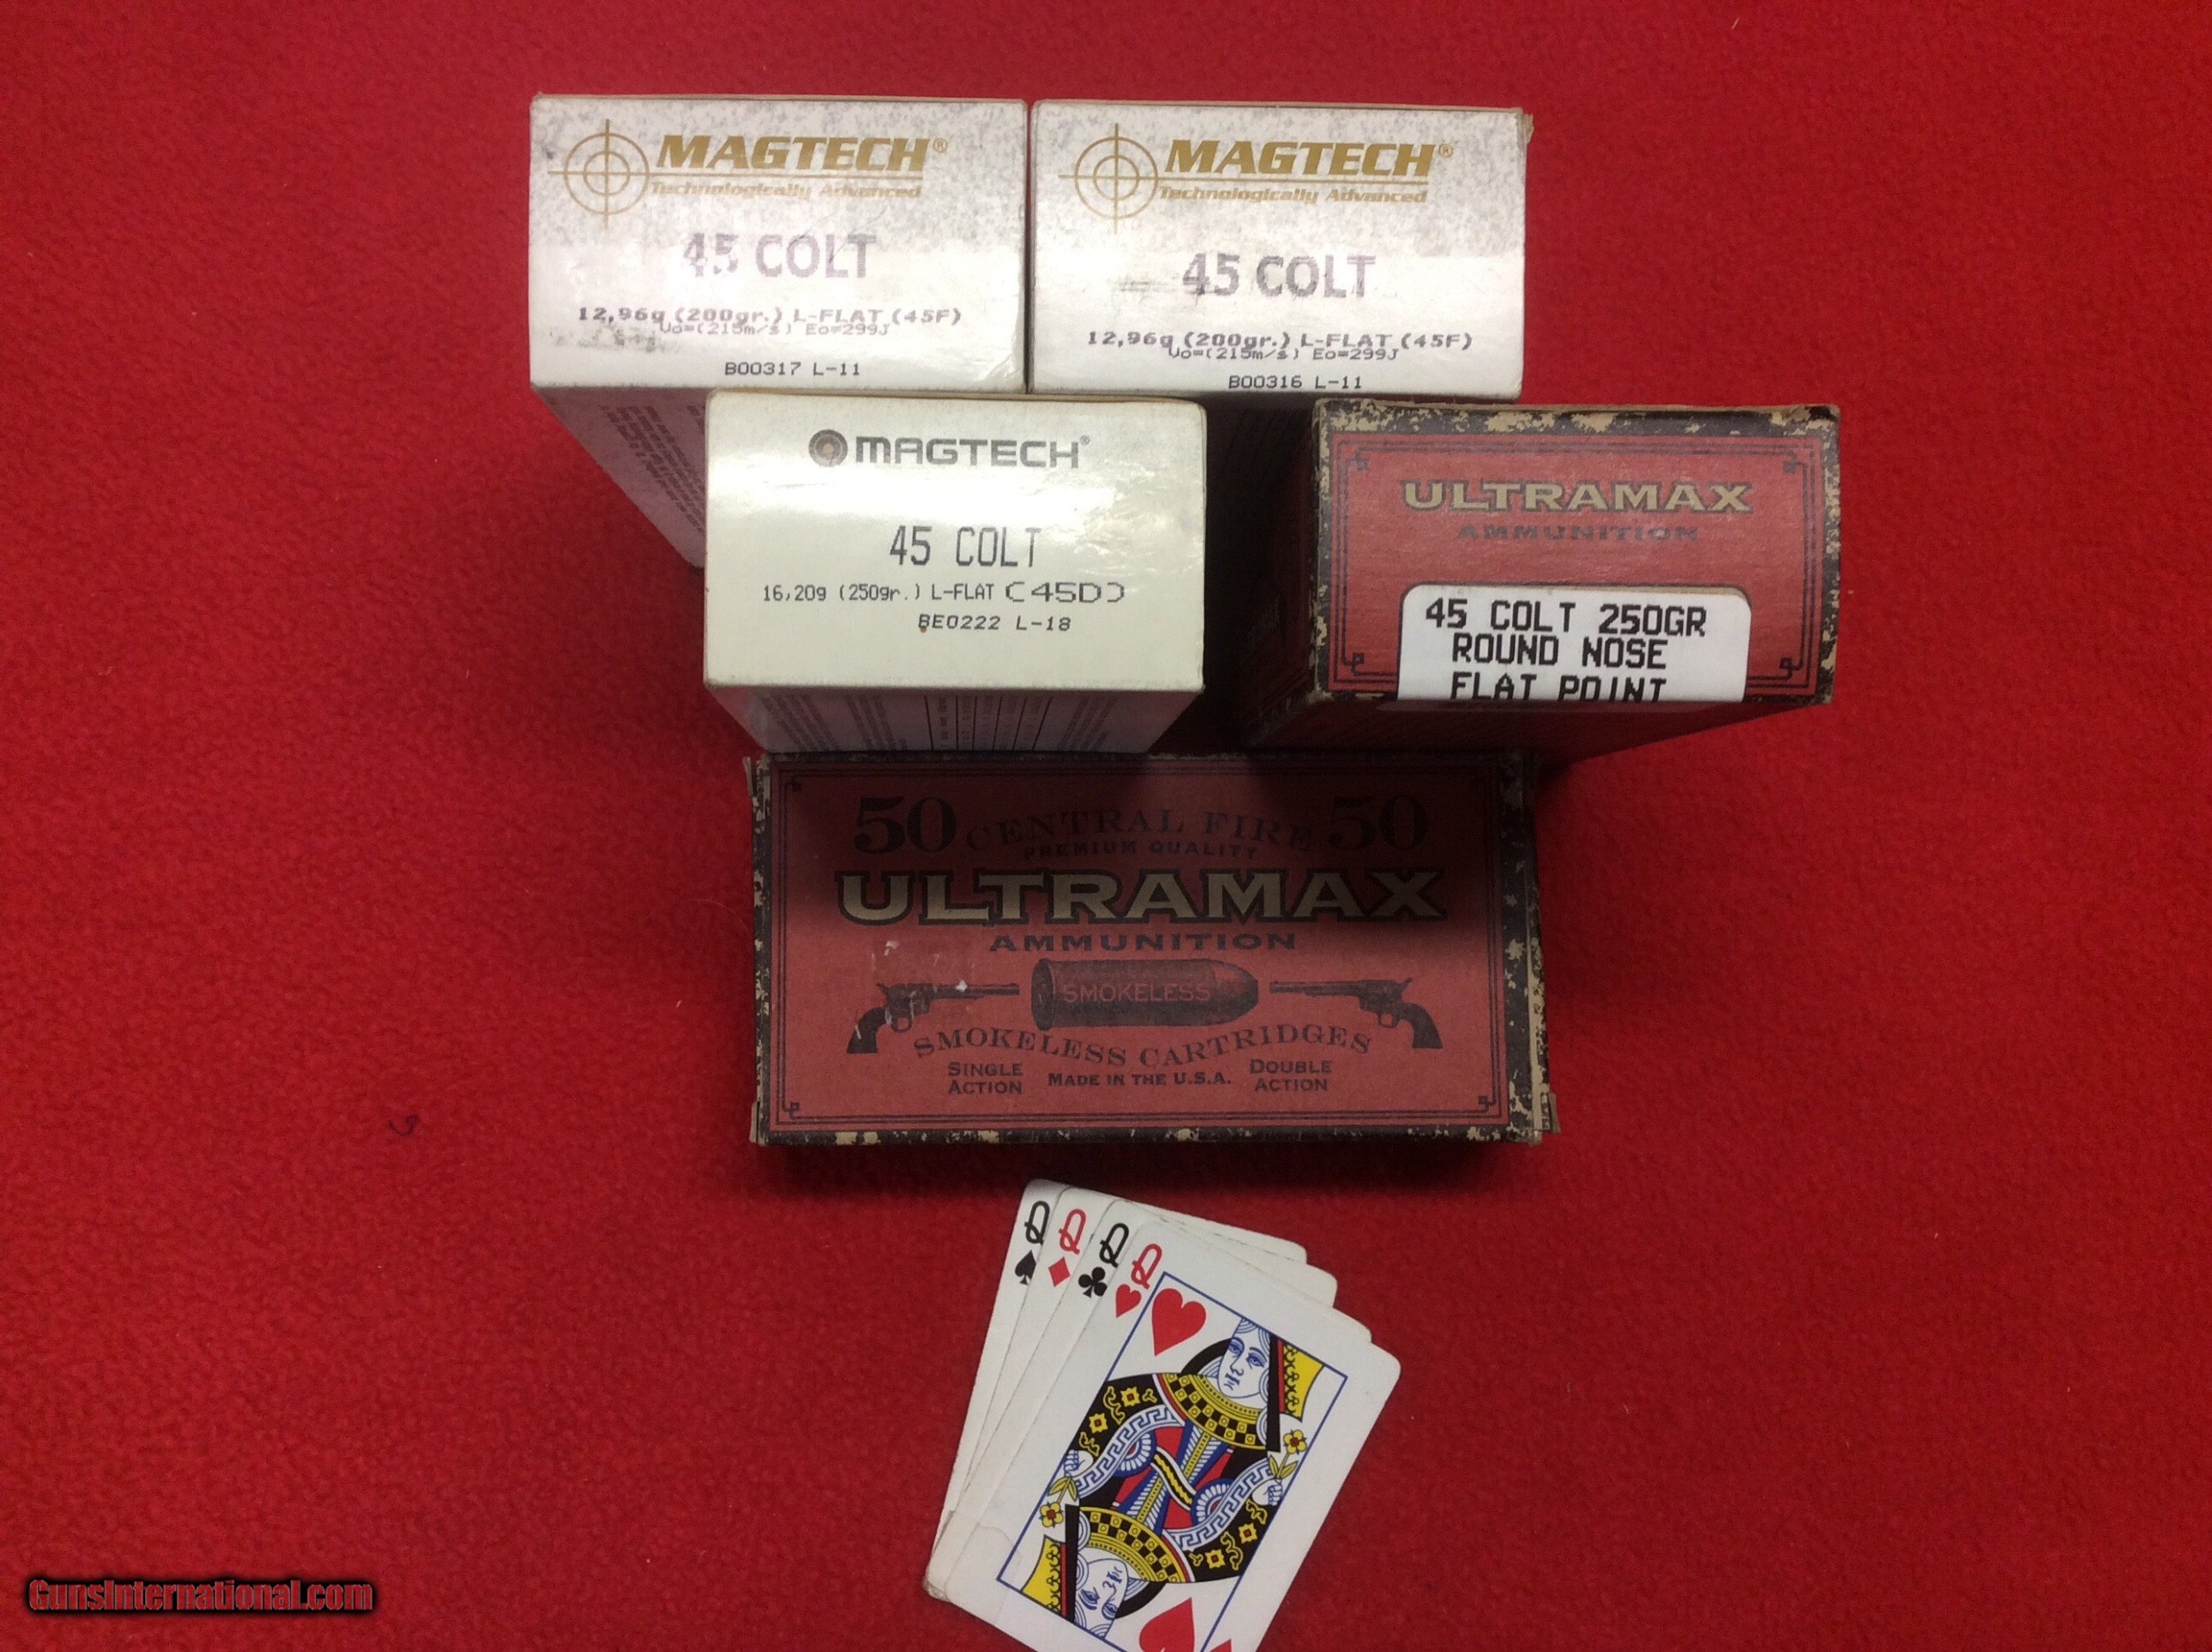 MAGTECH®
Technologically Advanced
45 COLT
12,96g (200gr.) L-FLAT (45F)
Vo=(215m/s) Eo=299J
B00317 L-11
MAGTECH®
Technologically Advanced
45 COLT
12,96g (200gr.) L-FLAT (45F)
Vo=(215m/s) Eo=299J
B00316 L-11
MAGTECH®
45 COLT
16,20g (250gr.) L-FLAT (45D)
BE0222 L-18
ULTRAMAX
AMMUNITION
45 COLT 250GR
ROUND NOSE
FLAT POINT
50 CENTRAL FIRE 50
PREMIUM QUALITY
ULTRAMAX
AMMUNITION
SMOKELESS
SMOKELESS CARTRIDGES
SINGLE ACTION MADE IN THE U.S.A. DOUBLE ACTION
Q Q Q Q
GunsInternational.com